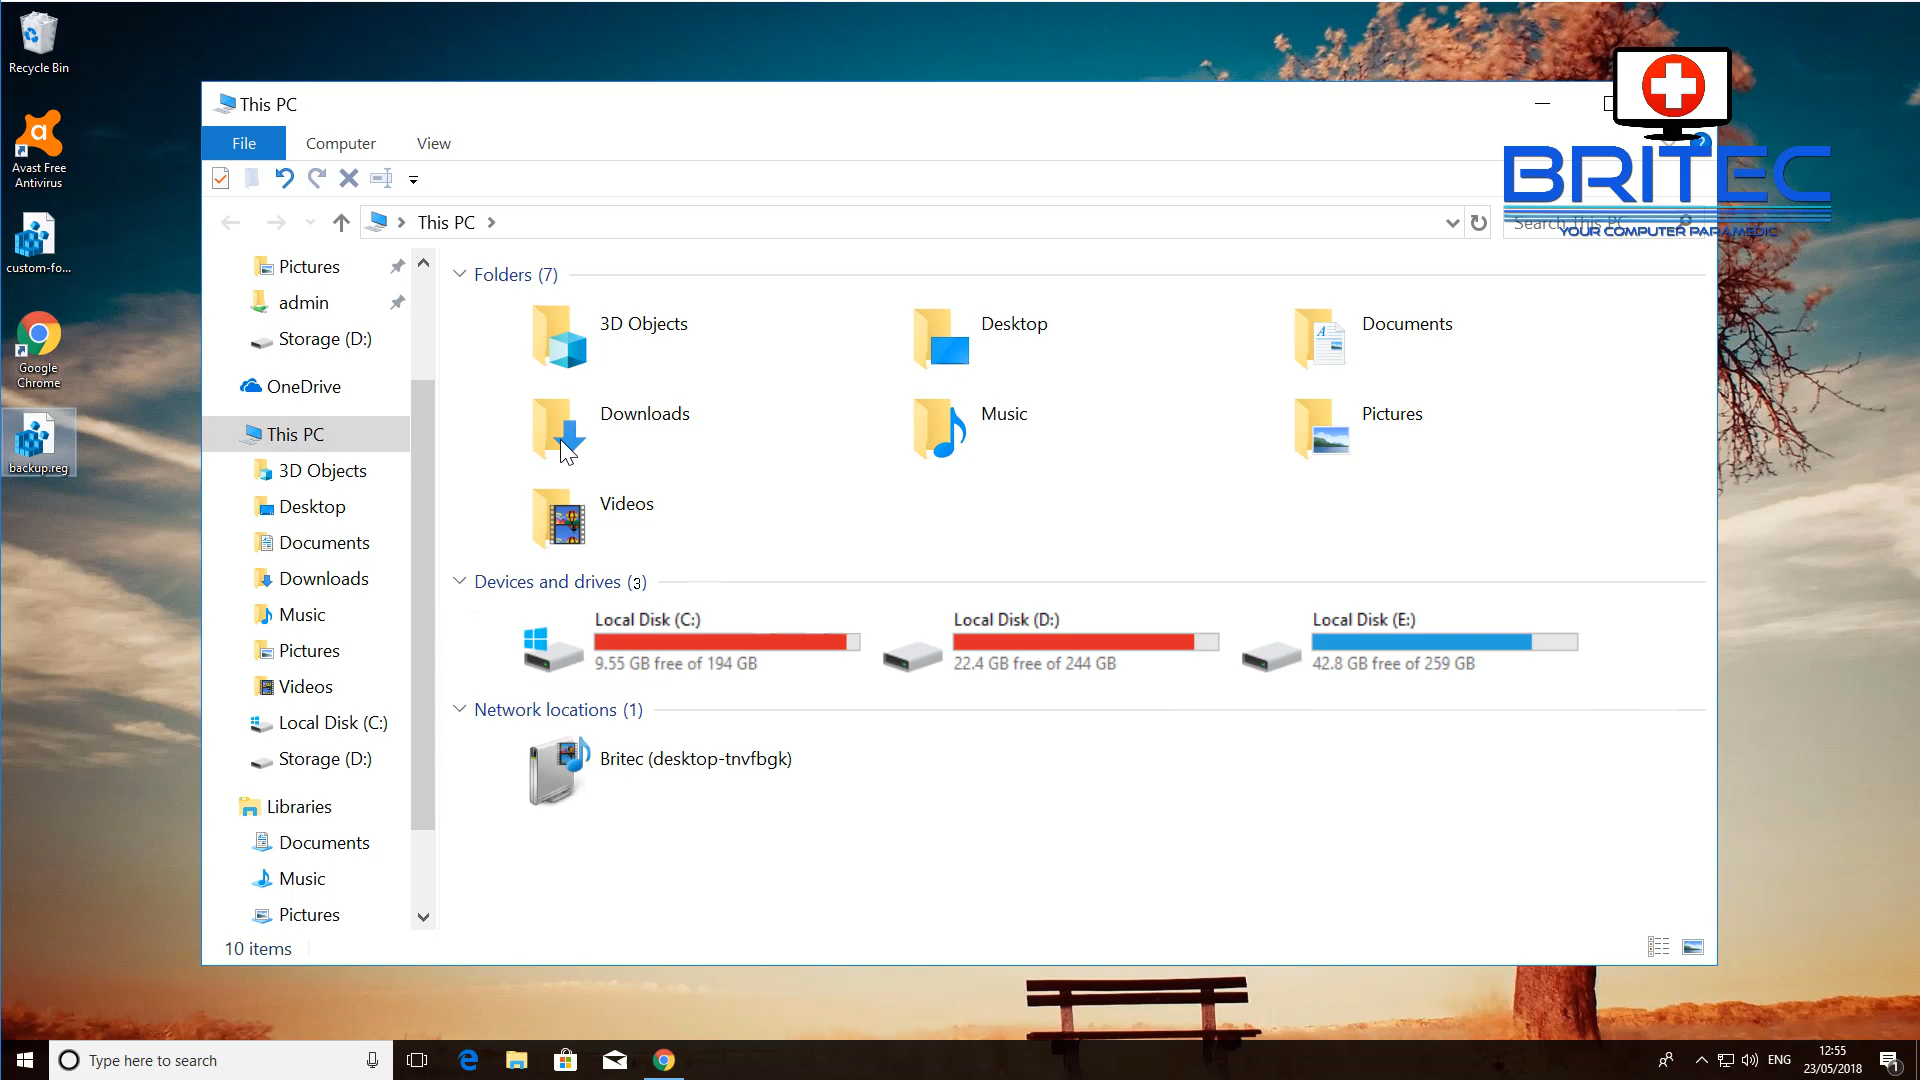 Recycle Bin
Avast Free
Antivirus
custom-fo...
Google
Chrome
backup.reg
This PC
File
Computer
View
This PC
Search This PC
BRITEC
YOUR COMPUTER PARAMEDIC
Pictures
admin
Storage (D:)
OneDrive
This PC
3D Objects
Desktop
Documents
Downloads
Music
Pictures
Videos
Local Disk (C:)
Storage (D:)
Libraries
Documents
Music
Pictures
Folders (7)
3D Objects
Desktop
Documents
Downloads
Music
Pictures
Videos
Devices and drives (3)
Local Disk (C:)
9.55 GB free of 194 GB
Local Disk (D:)
22.4 GB free of 244 GB
Local Disk (E:)
42.8 GB free of 259 GB
Network locations (1)
Britec (desktop-tnvfbgk)
10 items
Type here to search
ENG
12:55
23/05/2018
1